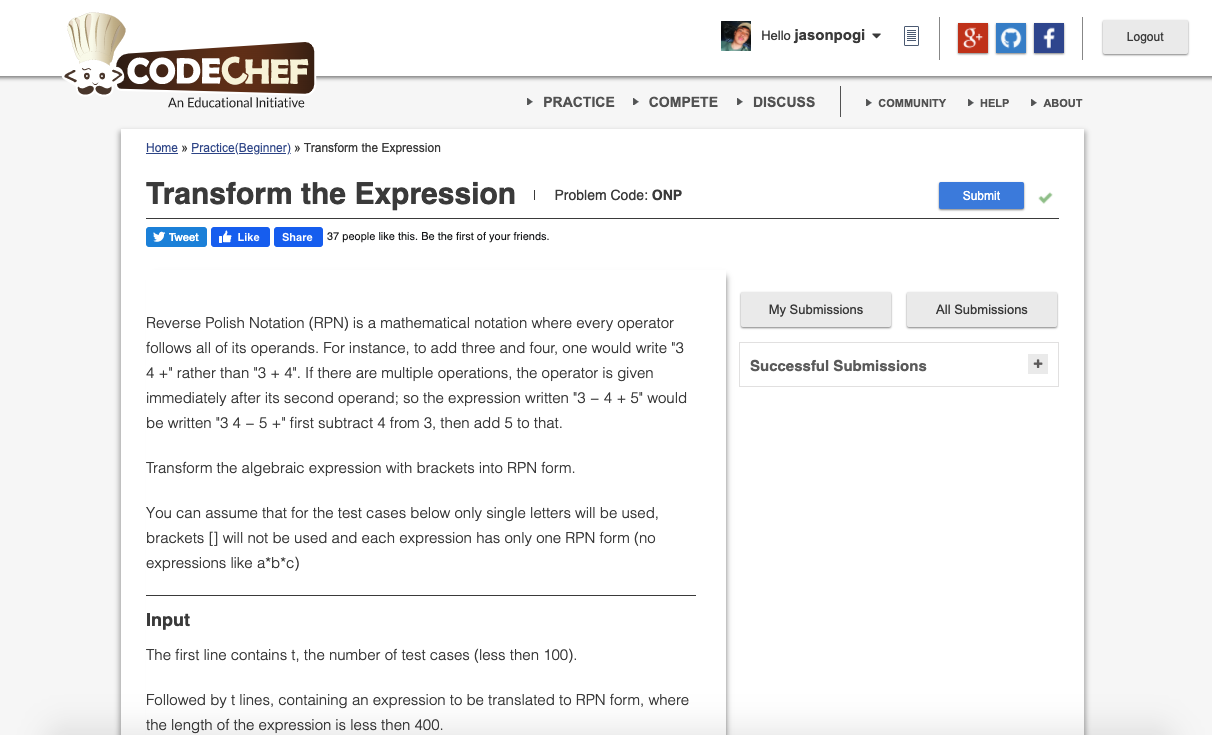 CODECHEF
An Educational Initiative
Hello jasonpogi
g+
f
Logout
PRACTICE COMPETE DISCUSS COMMUNITY HELP ABOUT
Home » Practice(Beginner) » Transform the Expression
Transform the Expression | Problem Code: ONP
Submit
Tweet Like Share 37 people like this. Be the first of your friends.
Reverse Polish Notation (RPN) is a mathematical notation where every operator
follows all of its operands. For instance, to add three and four, one would write "3
4 +" rather than "3 + 4". If there are multiple operations, the operator is given
immediately after its second operand; so the expression written "3 − 4 + 5" would
be written "3 4 − 5 +" first subtract 4 from 3, then add 5 to that.
Transform the algebraic expression with brackets into RPN form.
You can assume that for the test cases below only single letters will be used,
brackets [] will not be used and each expression has only one RPN form (no
expressions like a*b*c)
Input
The first line contains t, the number of test cases (less then 100).
Followed by t lines, containing an expression to be translated to RPN form, where
the length of the expression is less then 400.
My Submissions
All Submissions
Successful Submissions +